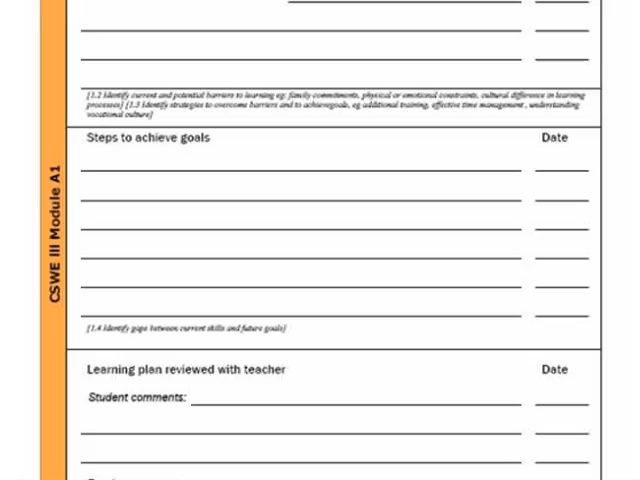 [1.2 Identify current and potential barriers to learning eg: family commitments, physical or emotional constraints, cultural difference in learning
processes] [1.3 Identify strategies to overcome barriers and to achievegoals, eg additional training, effective time management , understanding
vocational culture]
Steps to achieve goals Date
CSWE III Module A1
[1.4 Identify gaps between current skills and future goals]
Learning plan reviewed with teacher Date
Student comments: